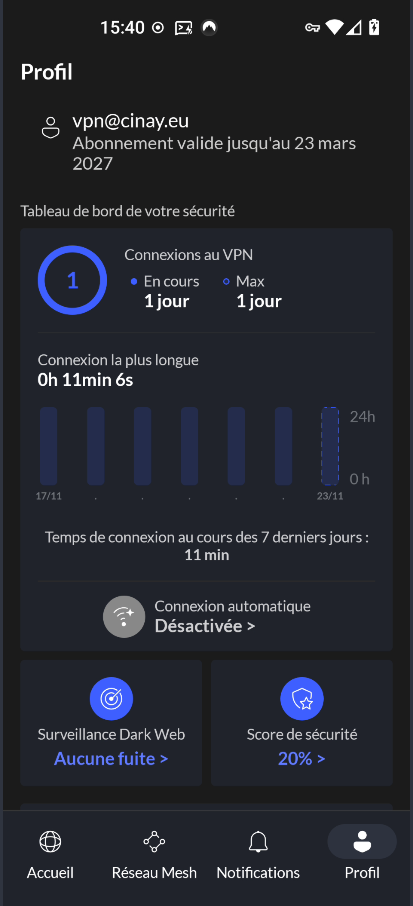 15:40
Profil
vpn@cinay.eu
Abonnement valide jusqu'au 23 mars
2027
Tableau de bord de votre sécurité
1
Connexions au VPN
En cours
Max
1 jour
1 jour
Connexion la plus longue
0h 11min 6s
24h
0 h
17/11 . . . . . 23/11
Temps de connexion au cours des 7 derniers jours :
11 min
Connexion automatique
Désactivée >
Surveillance Dark Web
Aucune fuite >
Score de sécurité
20% >
Accueil
Réseau Mesh
Notifications
Profil